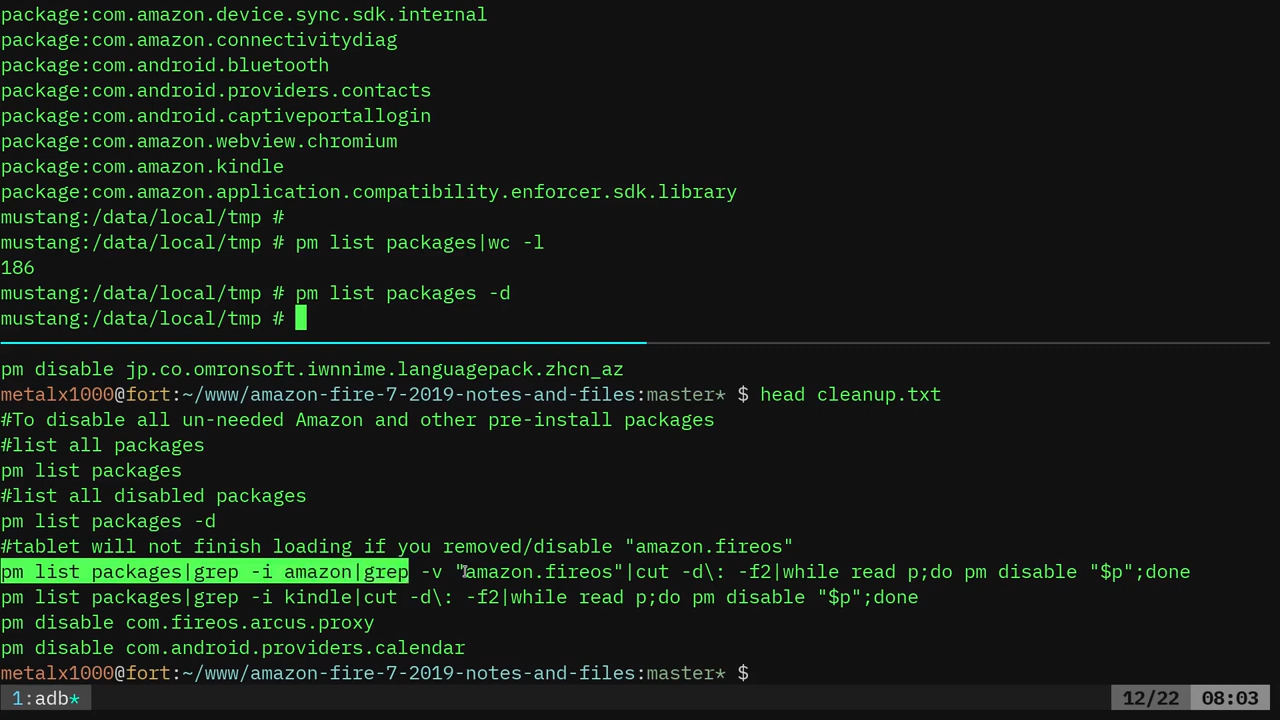 package:com.amazon.device.sync.sdk.internal
package:com.amazon.connectivitydiag
package:com.android.bluetooth
package:com.android.providers.contacts
package:com.android.captiveportallogin
package:com.amazon.webview.chromium
package:com.amazon.kindle
package:com.amazon.application.compatibility.enforcer.sdk.library
mustang:/data/local/tmp #
mustang:/data/local/tmp # pm list packages|wc -l
186
mustang:/data/local/tmp # pm list packages -d
mustang:/data/local/tmp #
pm disable jp.co.omronsoft.iwnnime.languagepack.zhcn_az
metalx1000@fort:~/www/amazon-fire-7-2019-notes-and-files:master* $ head cleanup.txt
#To disable all un-needed Amazon and other pre-install packages
#list all packages
pm list packages
#list all disabled packages
pm list packages -d
#tablet will not finish loading if you removed/disable "amazon.fireos"
pm list packages|grep -i amazon|grep -v "amazon.fireos"|cut -d\: -f2|while read p;do pm disable "$p";done
pm list packages|grep -i kindle|cut -d\: -f2|while read p;do pm disable "$p";done
pm disable com.fireos.arcus.proxy
pm disable com.android.providers.calendar
metalx1000@fort:~/www/amazon-fire-7-2019-notes-and-files:master* $
1:adb* 12/22 08:03